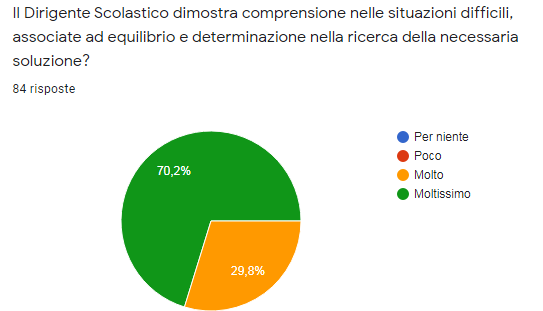 Il Dirigente Scolastico dimostra comprensione nelle situazioni difficili,
associate ad equilibrio e determinazione nella ricerca della necessaria
soluzione?
84 risposte
Per niente
Poco
Molto
Moltissimo
70,2%
29,8%